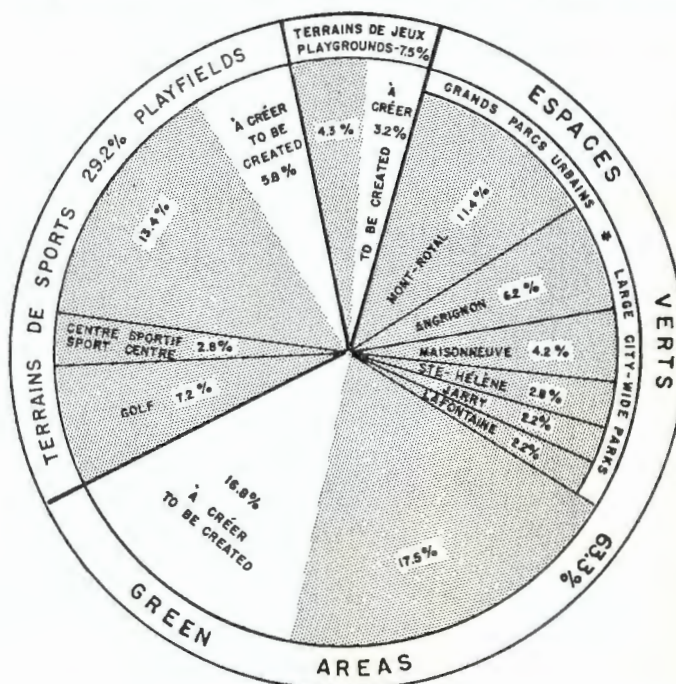 TERRAINS DE JEUX
PLAYGROUNDS-7.5%
4.3%
À
CRÉER
3.2%
TO BE CREATED
ESPACES VERTS 63.3%
GRANDS PARCS URBAINS * LARGE CITY-WIDE PARKS
MONT-ROYAL 11.4%
ANGRIGNON 6.2%
MAISONNEUVE 4.2%
STE-HÉLÈNE 2.8%
JARRY 2.2%
LAFONTAINE 2.2%
17.5%
GREEN AREAS
16.8%
À CRÉER
TO BE CREATED
TERRAINS DE SPORTS 29.2% PLAYFIELDS
À CRÉER
TO BE
CREATED
5.8%
13.4%
CENTRE SPORTIF
SPORT CENTRE 2.8%
GOLF 7.2%